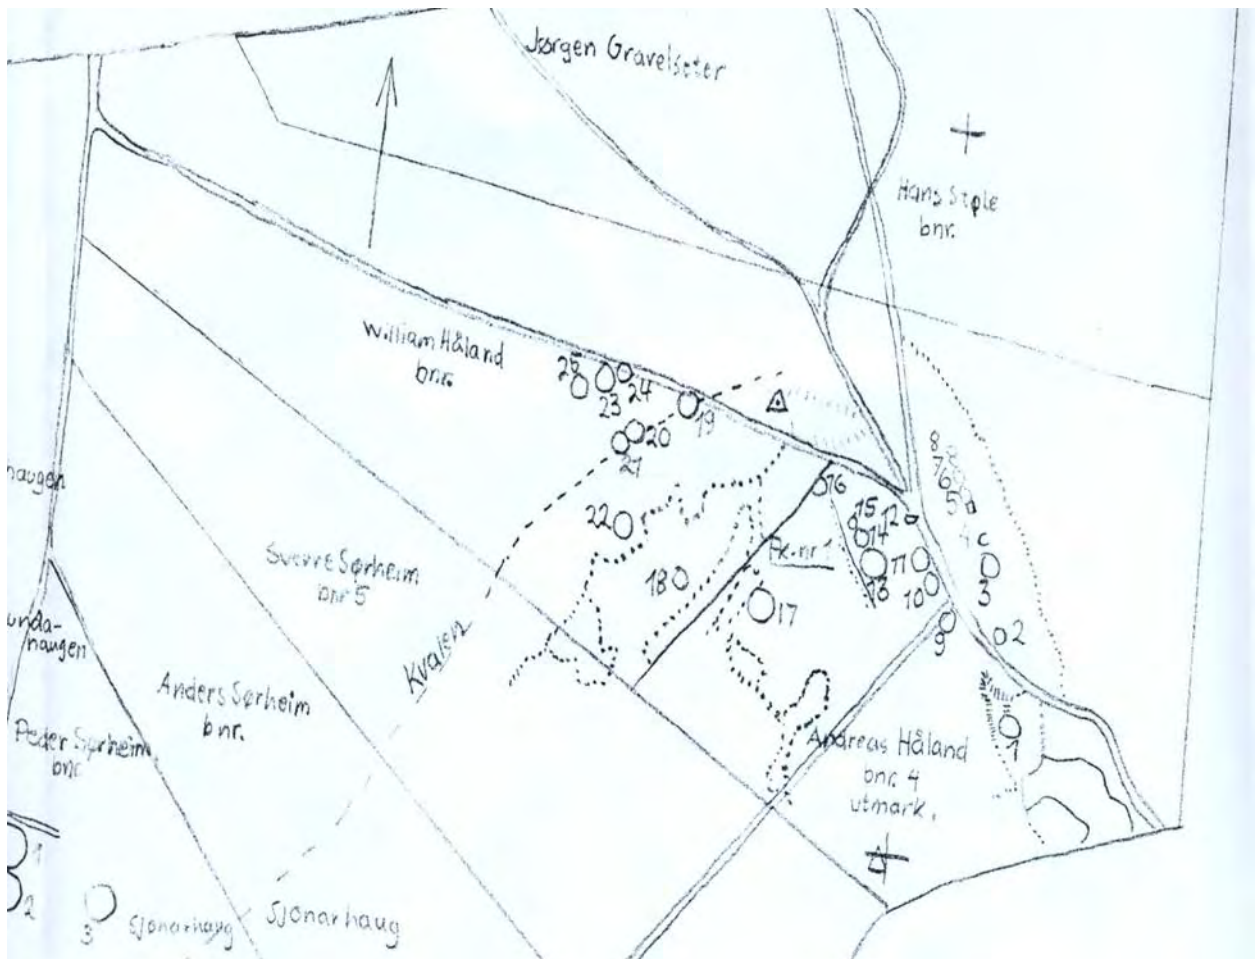 Jørgen Gravelseter
Hans Støle
bnr.
William Håland
bnr.
25
23
24
19
20
21
22
18
16
15
12
14
11
13
10
Fk.nr 1
17
9
8
7
6
5
4 c
3
2
1
haugen
Sverre Sørheim
bnr 5
Kvalen
unda-
haugen
Anders Sørheim
bnr.
Peder Sørheim
bnr.
Andreas Håland
bnr. 4
utmark.
1
2
3
Sjonarhaug
Sjonarhaug